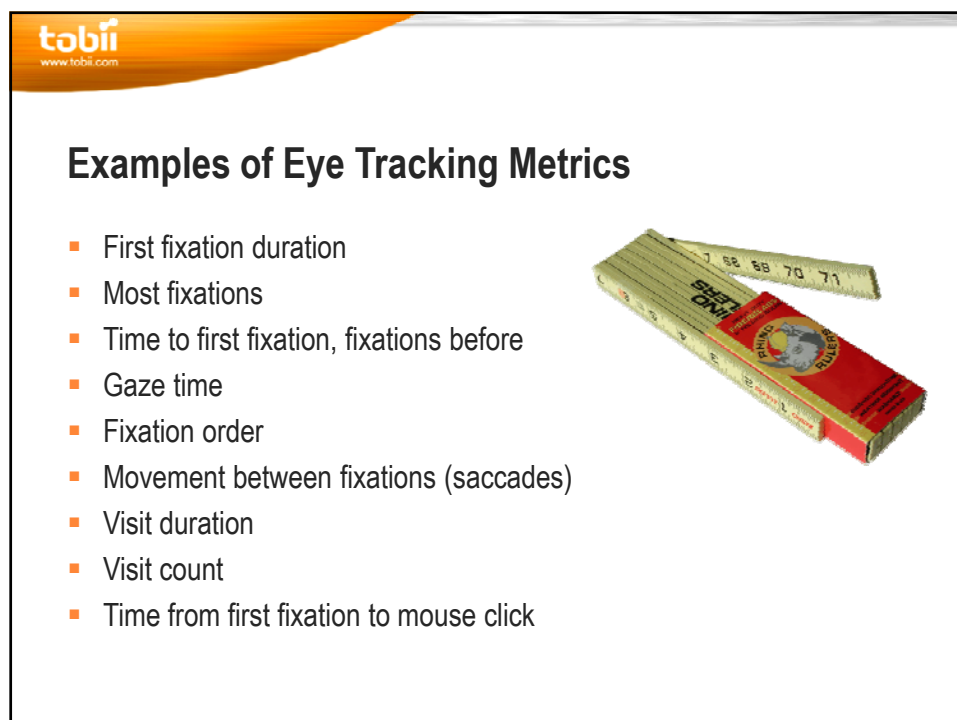 tobii
www.tobii.com
Examples of Eye Tracking Metrics
First fixation duration
Most fixations
Time to first fixation, fixations before
Gaze time
Fixation order
Movement between fixations (saccades)
Visit duration
Visit count
Time from first fixation to mouse click
68 69 70 71
RHINO
RULERS